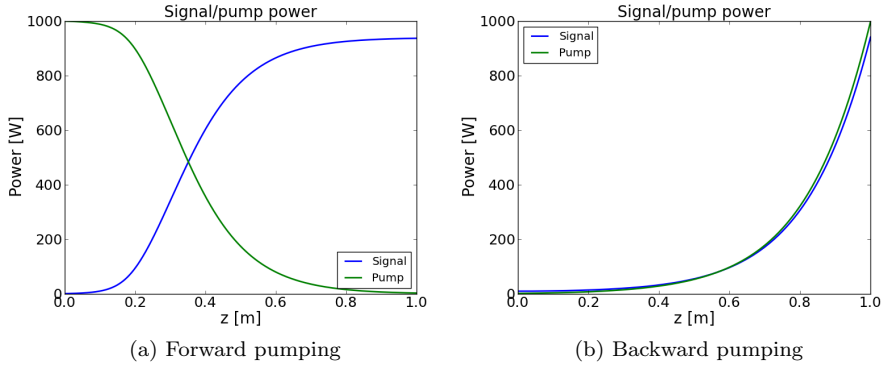 Signal/pump power
1000
800
600
400
200
0
Power [W]
Signal
Pump
0.0 0.2 0.4 0.6 0.8 1.0
z [m]
(a) Forward pumping
Signal/pump power
1000
800
600
400
200
0
Power [W]
Signal
Pump
0.0 0.2 0.4 0.6 0.8 1.0
z [m]
(b) Backward pumping